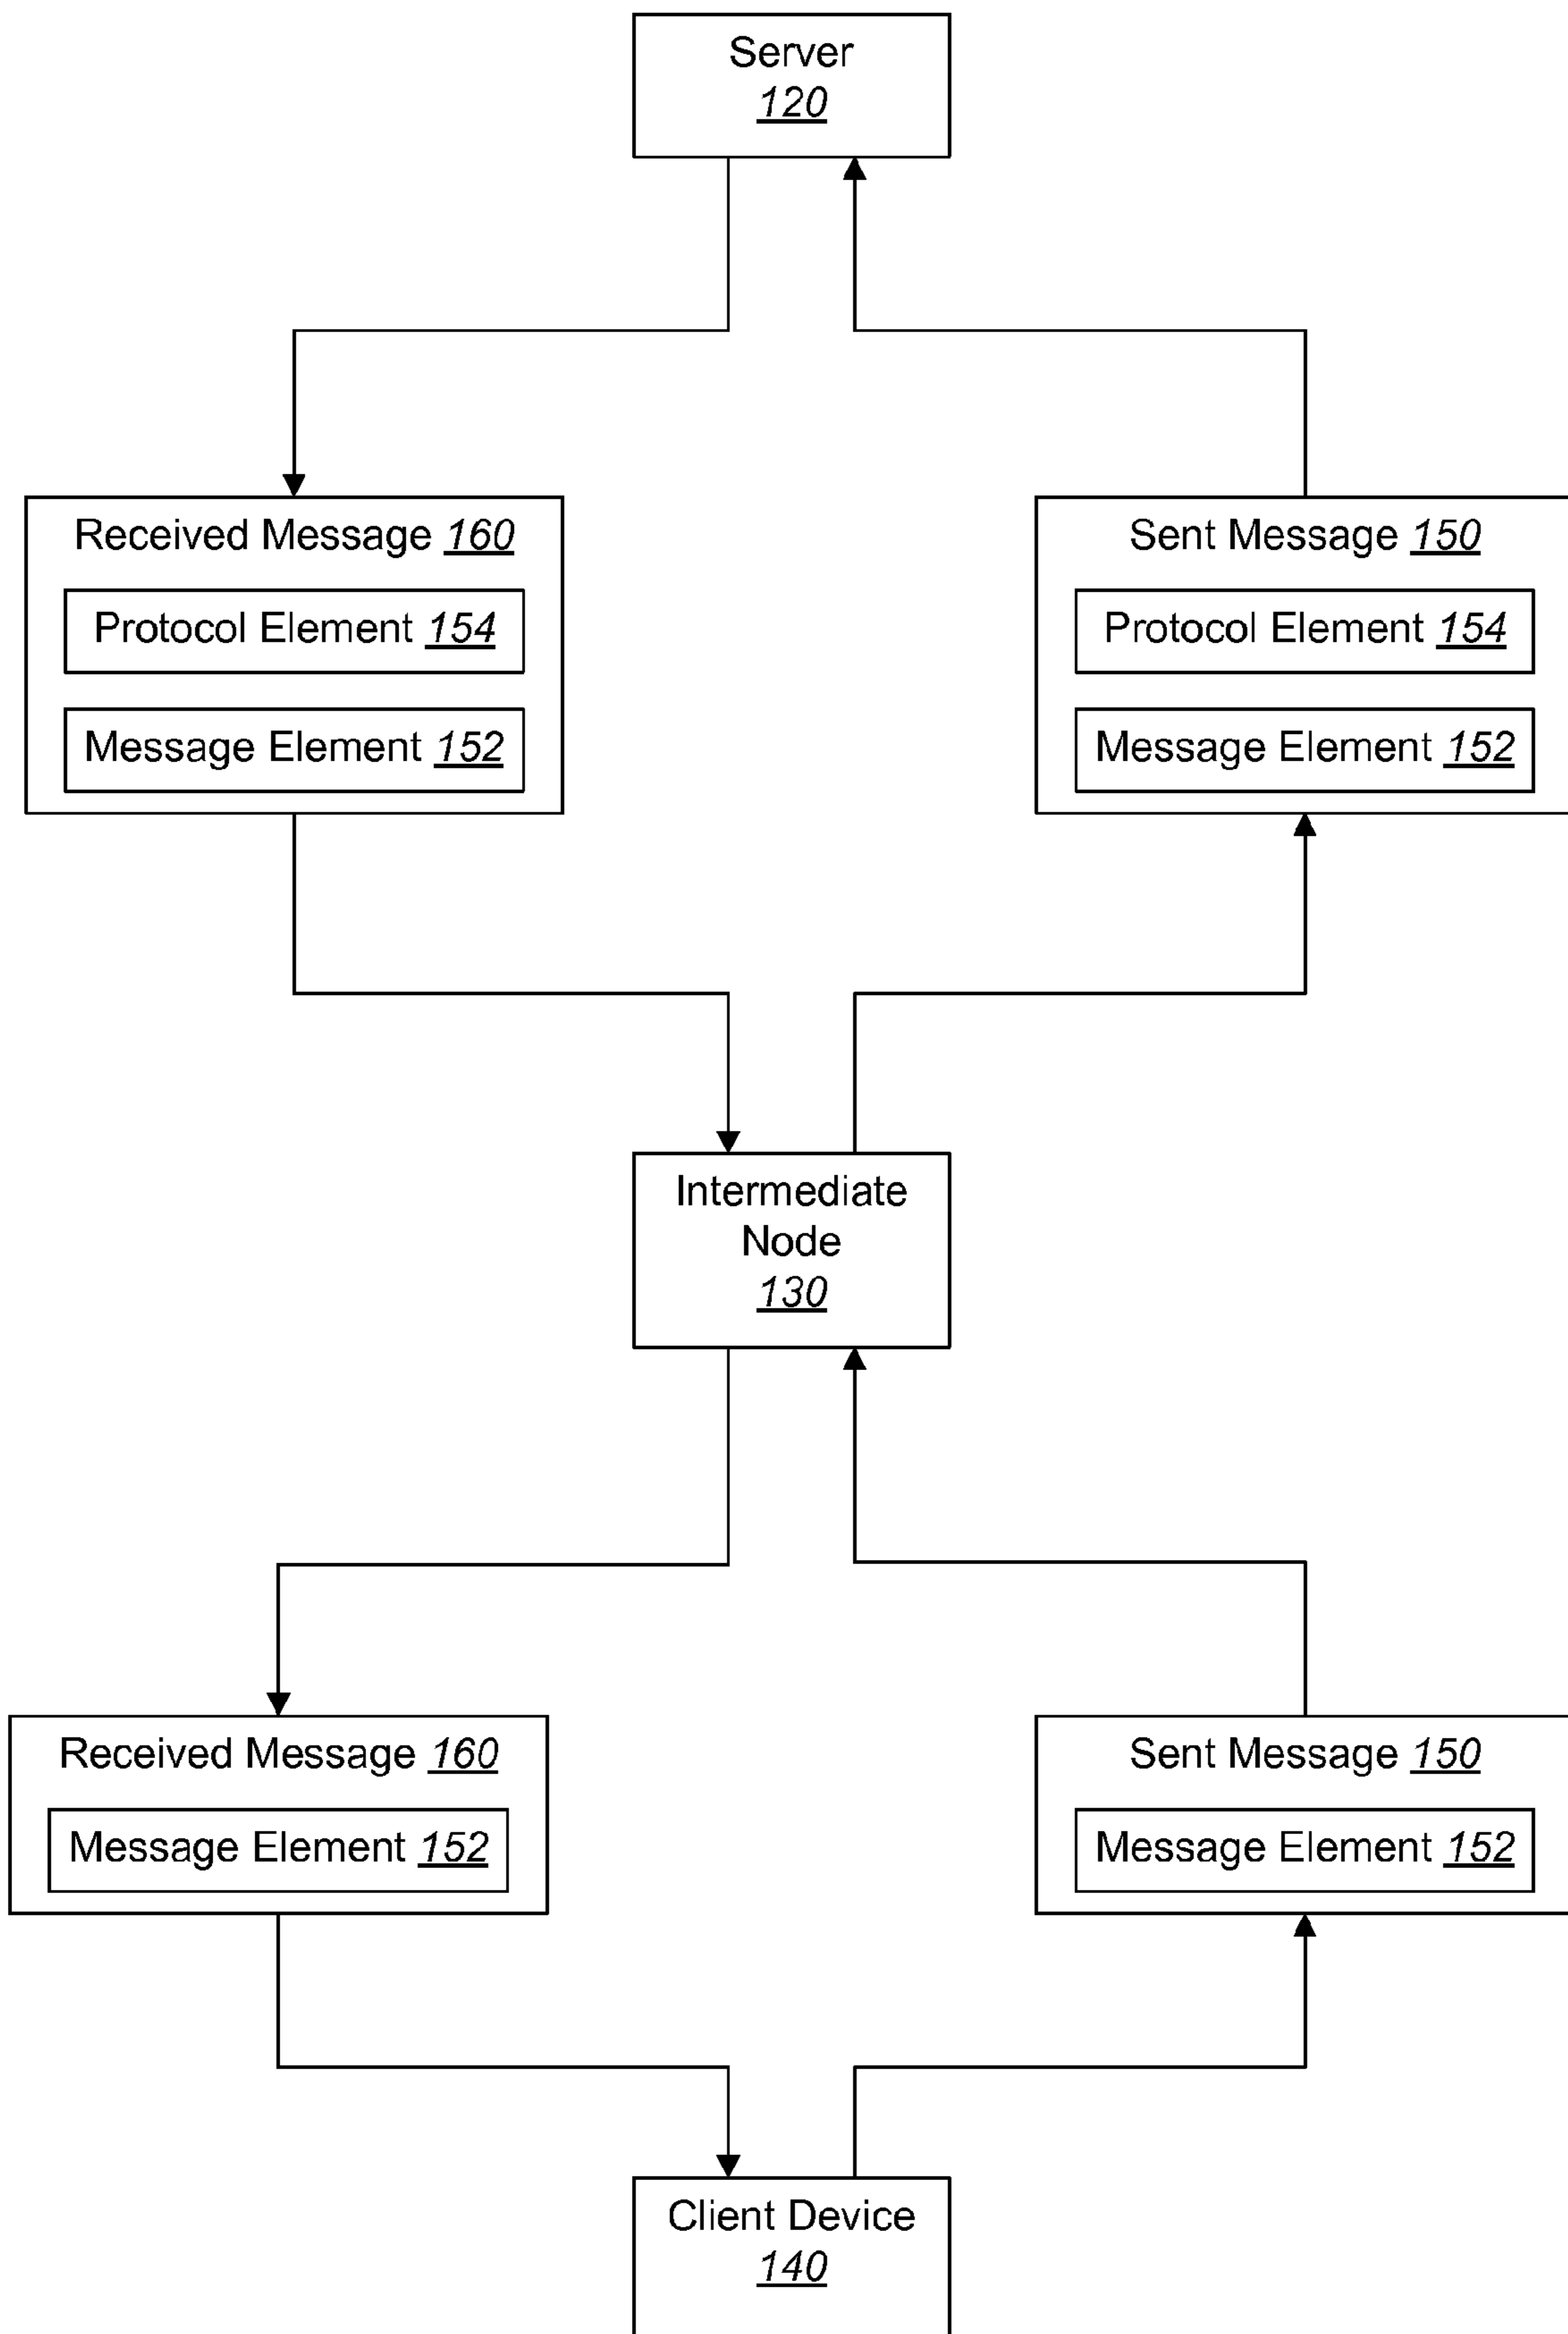 Server
120
Received Message 160
Protocol Element 154
Message Element 152
Sent Message 150
Protocol Element 154
Message Element 152
Intermediate
Node
130
Received Message 160
Message Element 152
Sent Message 150
Message Element 152
Client Device
140